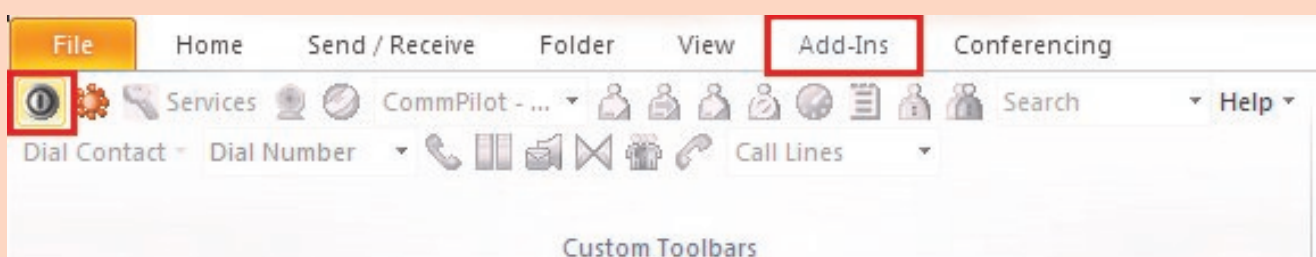 File Home Send / Receive Folder View Add-Ins Conferencing
Services CommPilot - ... Search Help
Dial Contact Dial Number Call Lines
Custom Toolbars